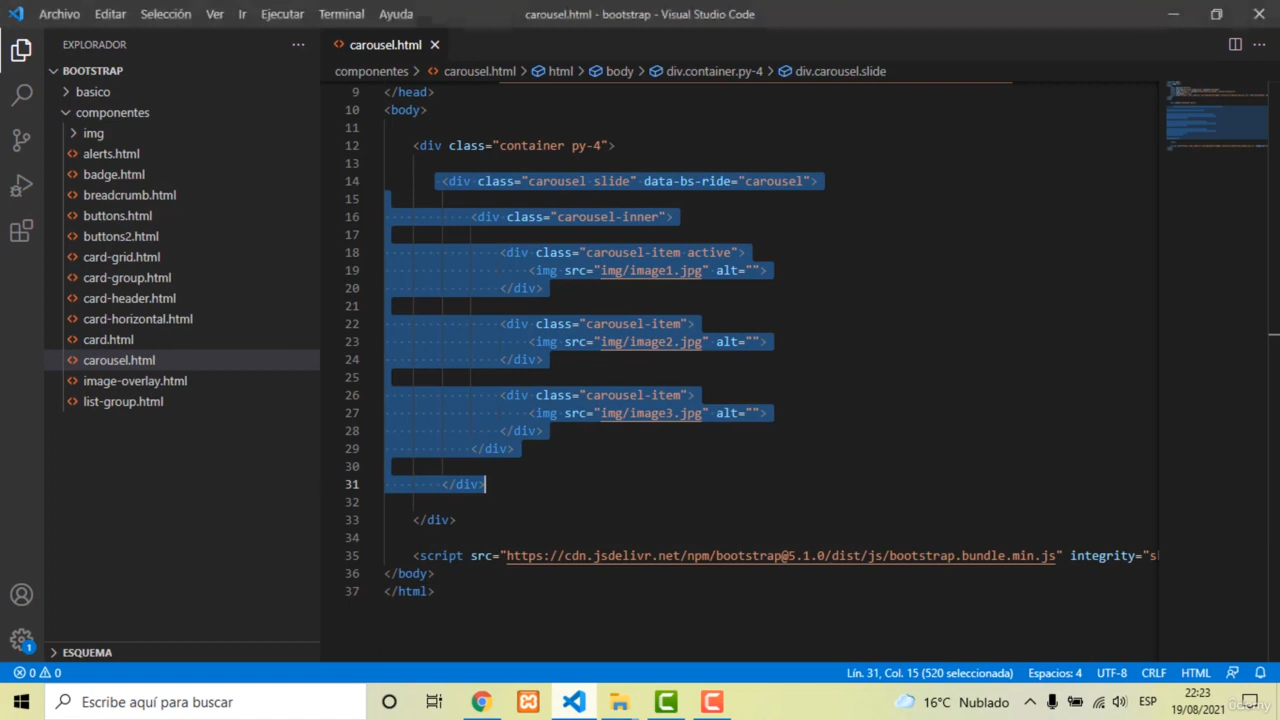 Archivo Editar Selección Ver Ir Ejecutar Terminal Ayuda carousel.html - bootstrap - Visual Studio Code
EXPLORADOR
carousel.html
BOOTSTRAP
componentes > carousel.html > html > body > div.container.py-4 > div.carousel.slide
basico
componentes
img
alerts.html
badge.html
breadcrumb.html
buttons.html
buttons2.html
card-grid.html
card-group.html
card-header.html
card-horizontal.html
card.html
carousel.html
image-overlay.html
list-group.html
ESQUEMA
9 </head>
10 <body>
11
12 <div class="container py-4">
13
14 <div class="carousel slide" data-bs-ride="carousel">
15
16 <div class="carousel-inner">
17
18 <div class="carousel-item active">
19 <img src="img/image1.jpg" alt="">
20 </div>
21
22 <div class="carousel-item">
23 <img src="img/image2.jpg" alt="">
24 </div>
25
26 <div class="carousel-item">
27 <img src="img/image3.jpg" alt="">
28 </div>
29 </div>
30
31 </div>
32
33 </div>
34
35 <script src="https://cdn.jsdelivr.net/npm/bootstrap@5.1.0/dist/js/bootstrap.bundle.min.js" integrity="s
36 </body>
37 </html>
1
0 0 Lín. 31, Col. 15 (520 seleccionada) Espacios: 4 UTF-8 CRLF HTML
Escribe aquí para buscar
16°C Nublado ESP
22:23
19/08/2021
Udemy